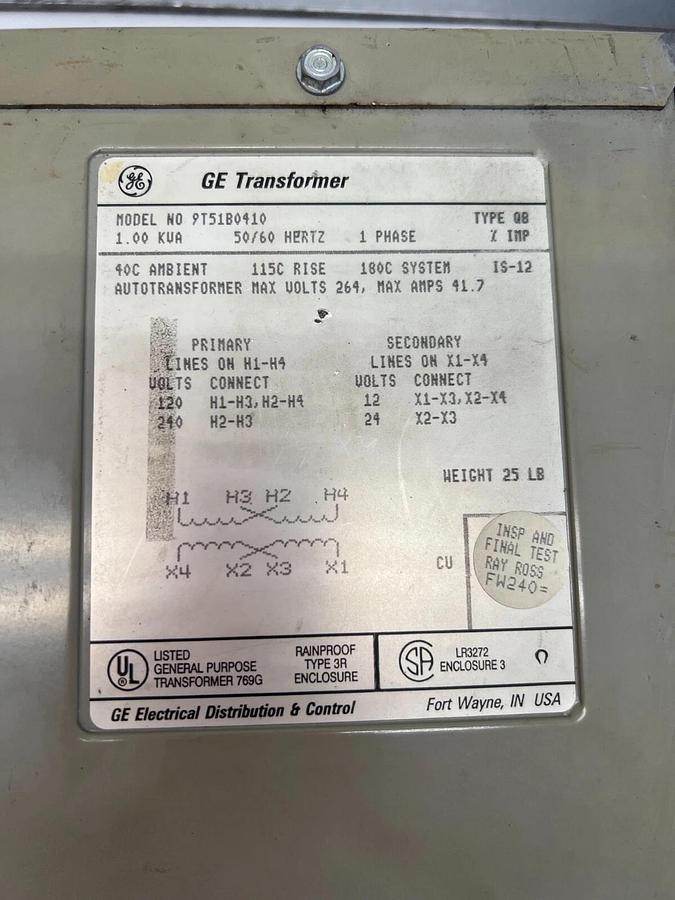 GE GE Transformer
MODEL NO 9T51B0410 TYPE QB
1.00 KVA 50/60 HERTZ 1 PHASE % IMP
40C AMBIENT 115C RISE 180C SYSTEM IS-12
AUTOTRANSFORMER MAX VOLTS 264, MAX AMPS 41.7
PRIMARY SECONDARY
LINES ON H1-H4 LINES ON X1-X4
VOLTS CONNECT VOLTS CONNECT
120 H1-H3,H2-H4 12 X1-X3,X2-X4
240 H2-H3 24 X2-X3
WEIGHT 25 LB
H1 H3 H2 H4
X4 X2 X3 X1
CU
INSP AND
FINAL TEST
RAY ROSS
FW240=
UL
LISTED
GENERAL PURPOSE
TRANSFORMER 769G
RAINPROOF
TYPE 3R
ENCLOSURE
SA
LR3272
ENCLOSURE 3
GE Electrical Distribution & Control Fort Wayne, IN USA